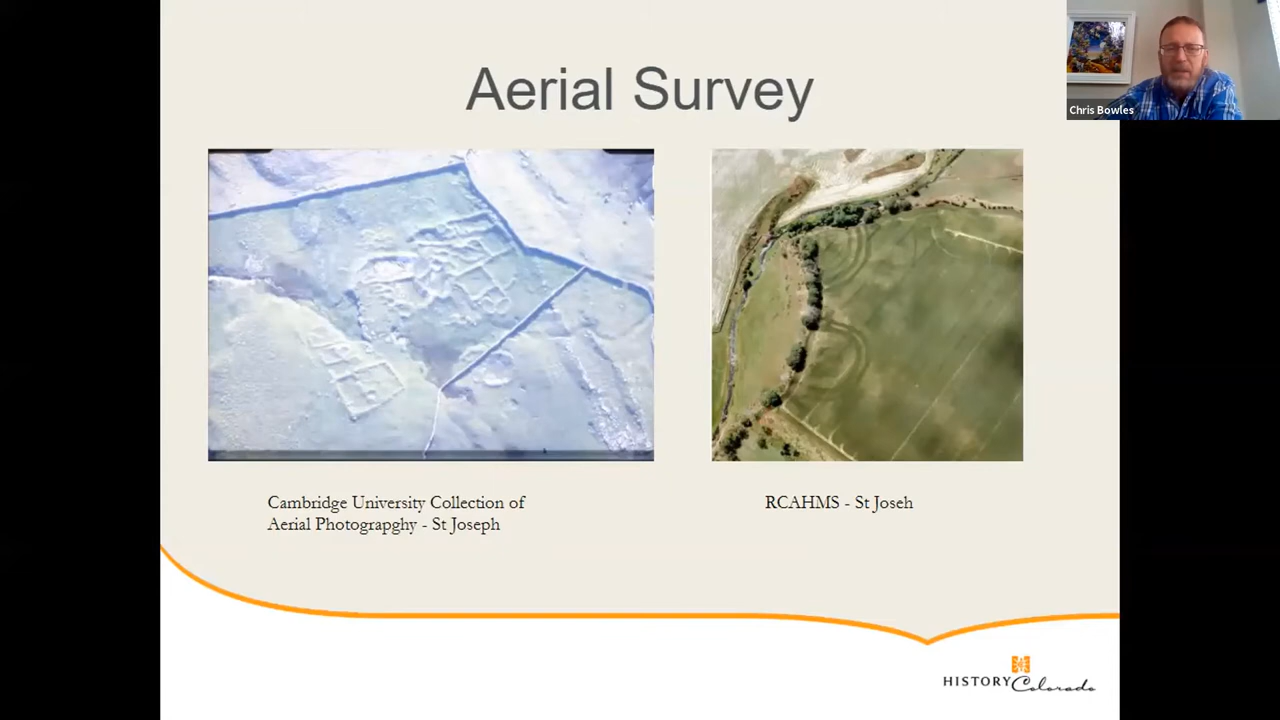 Aerial Survey
Chris Bowles
Cambridge University Collection of
Aerial Photograpghy - St Joseph
RCAHMS - St Joseh
HISTORY Colorado